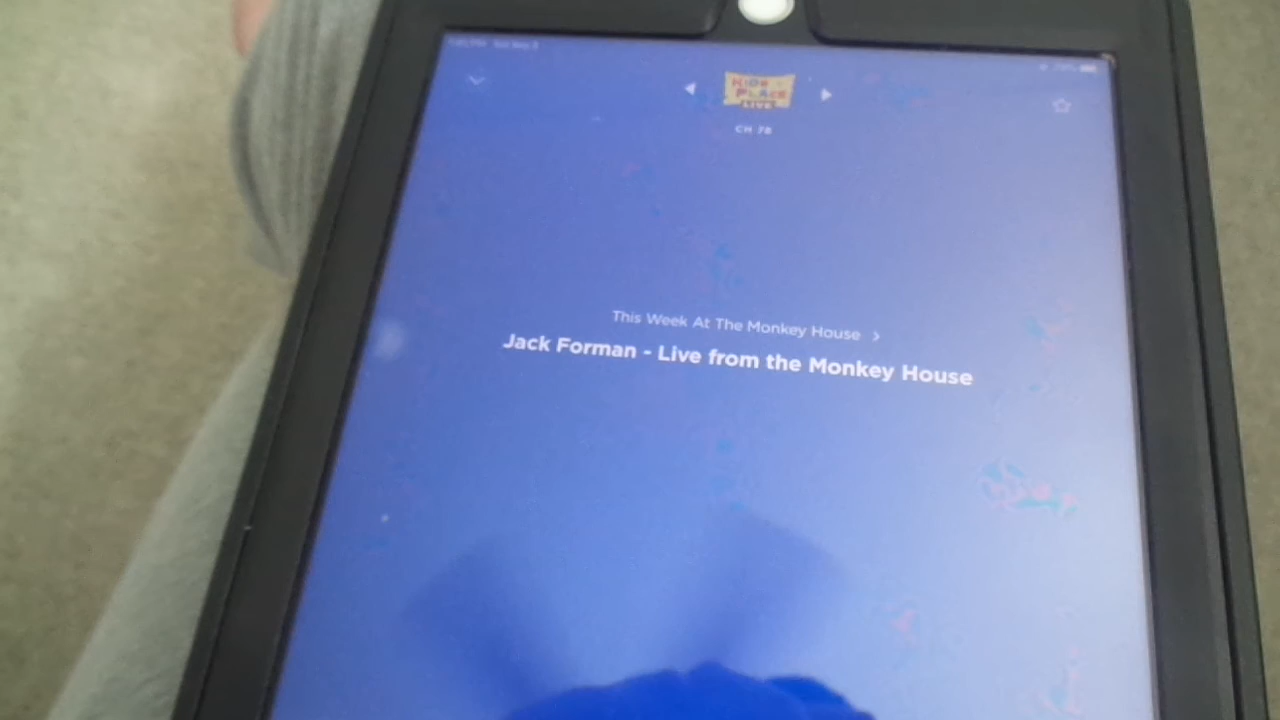 KIDS
PLACE
LIVE
CH 78
This Week At The Monkey House >
Jack Forman - Live from the Monkey House